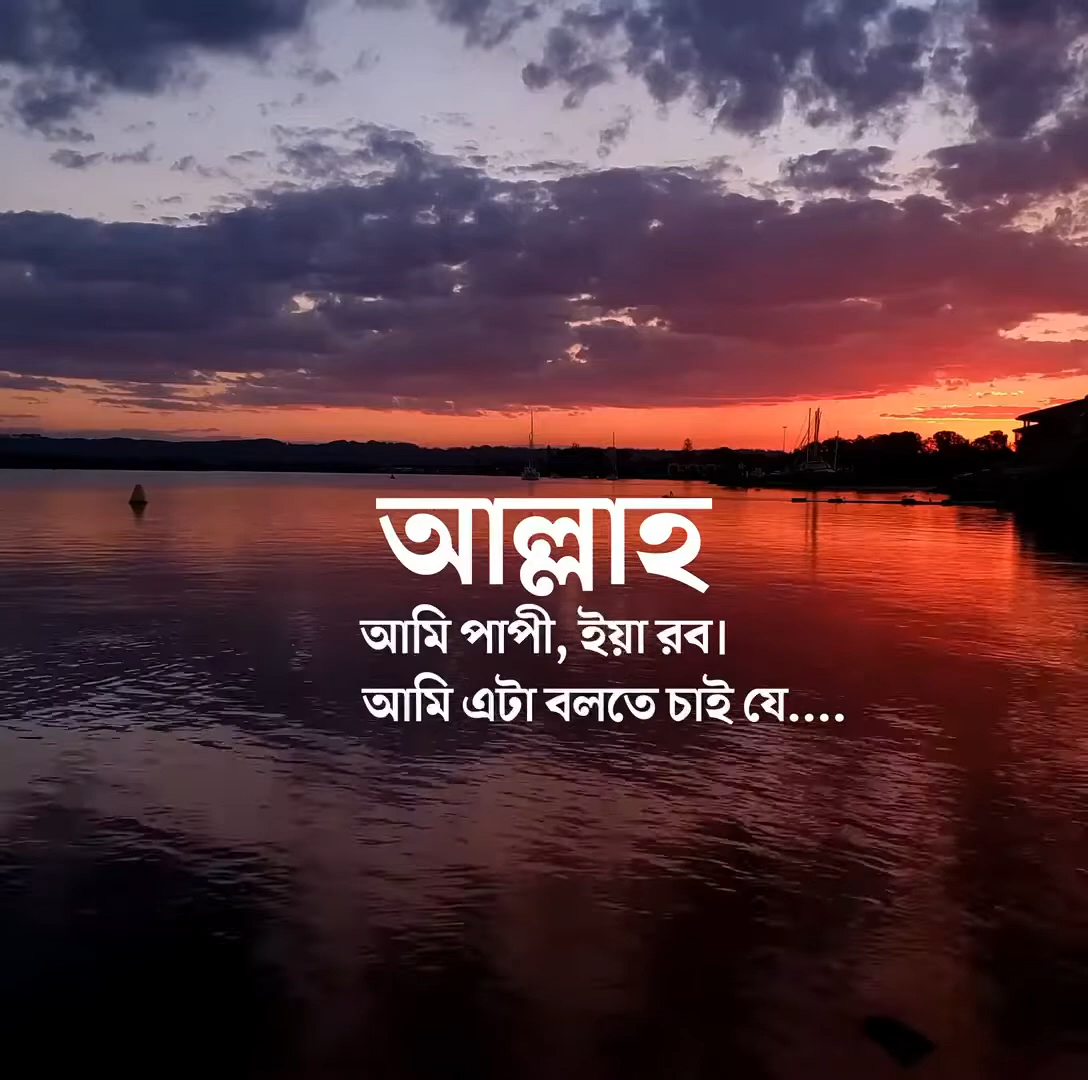 আল্লাহ
আমি পাপী, ইয়া রব।
আমি এটা বলতে চাই যে....